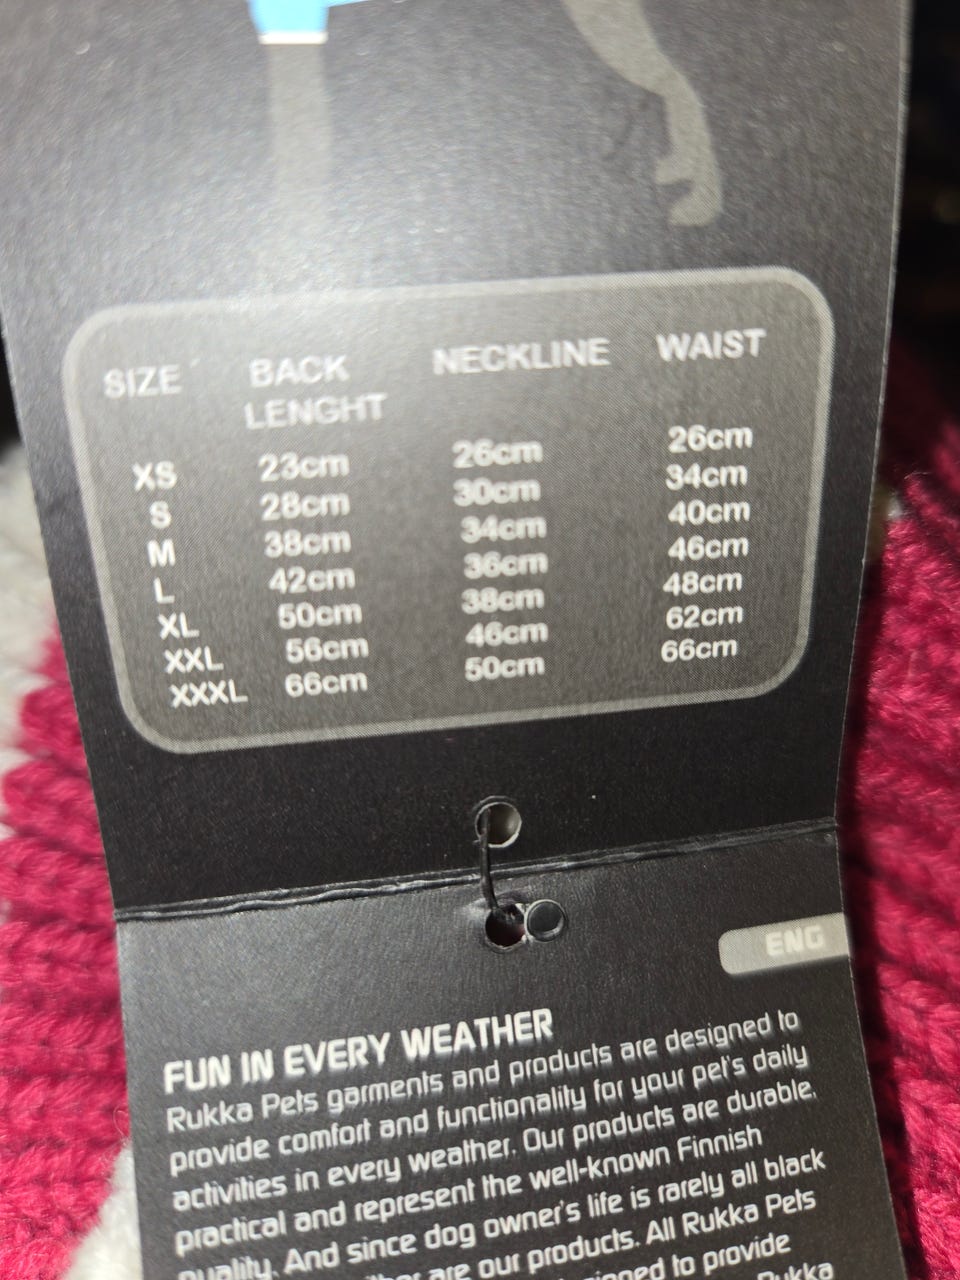 SIZE BACK NECKLINE WAIST
LENGHT
XS 23cm 26cm 26cm
S 28cm 30cm 34cm
M 38cm 34cm 40cm
L 42cm 36cm 46cm
XL 50cm 38cm 48cm
XXL 56cm 46cm 62cm
XXXL 66cm 50cm 66cm
ENG
FUN IN EVERY WEATHER
Rukka Pets garments and products are designed to
provide comfort and functionality for your pet's daily
activities in every weather. Our products are durable,
practical and represent the well-known Finnish
quality. And since dog owner's life is rarely all black
are our products. All Rukka Pets
to provide
Rukka